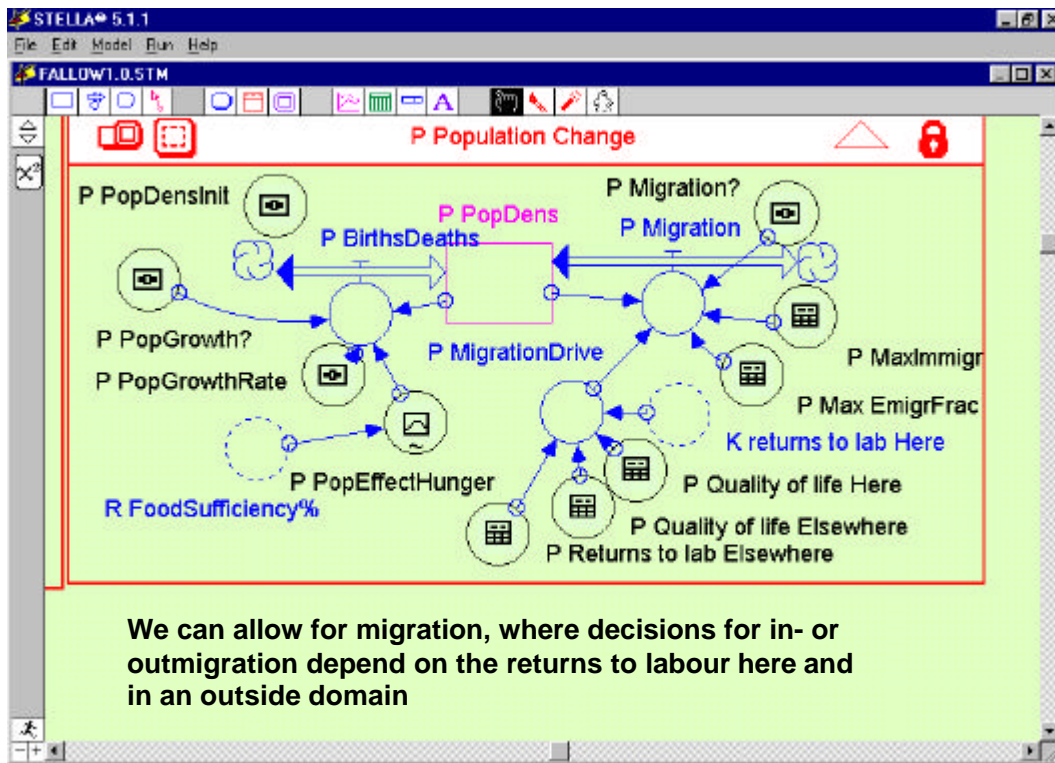 STELLA® 5.1.1
File Edit Model Run Help
FALLOW1.0.STM
A
P Population Change
x²
P PopDensInit
P Migration?
P PopDens
P BirthsDeaths
P Migration
P PopGrowth?
P MigrationDrive
P MaxImmigr
P PopGrowthRate
P Max EmigrFrac
K returns to lab Here
P PopEffectHunger
P Quality of life Here
R FoodSufficiency%
P Quality of life Elsewhere
P Returns to lab Elsewhere
We can allow for migration, where decisions for in- or
outmigration depend on the returns to labour here and
in an outside domain